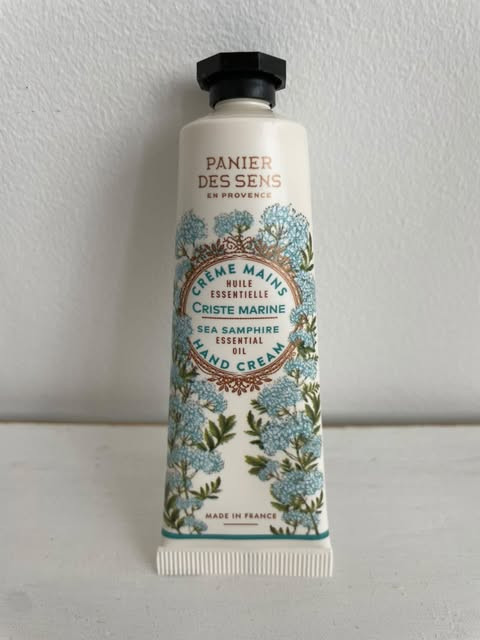 PANIER
DES SENS
EN PROVENCE
CRÈME MAINS
HUILE
ESSENTIELLE
CRISTE MARINE
SEA SAMPHIRE
ESSENTIAL
OIL
HAND CREAM
MADE IN FRANCE